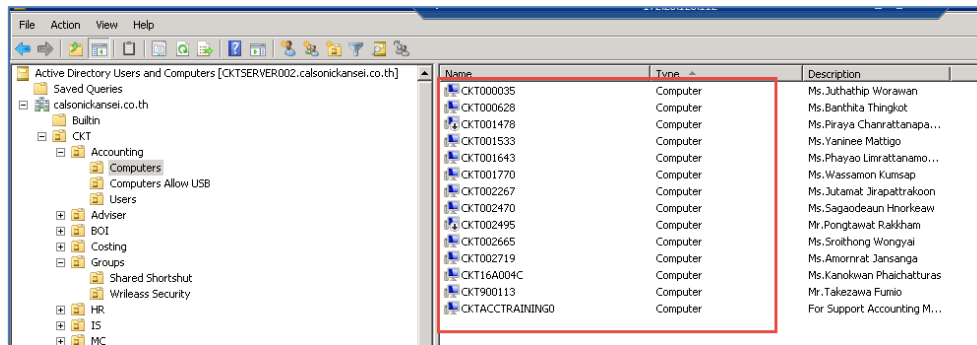 File Action View Help
Active Directory Users and Computers [CKTSERVER002.calsonickansei.co.th]
Saved Queries
calsonickansei.co.th
Builtin
CKT
Accounting
Computers
Computers Allow USB
Users
Adviser
BOI
Costing
Groups
Shared Shortshut
Wrileass Security
HR
IS
MC
Name Type Description
CKT000035 Computer Ms.Juthathip Worawan
CKT000628 Computer Ms.Banthita Thingkot
CKT001478 Computer Ms.Piraya Chanrattanapa...
CKT001533 Computer Ms.Yaninee Mattigo
CKT001643 Computer Ms.Phayao Limrattanamo...
CKT001770 Computer Ms.Wassamon Kumsap
CKT002267 Computer Ms.Jutamat Jirapattrakoon
CKT002470 Computer Ms.Sagaodeaun Hnorkeaw
CKT002495 Computer Mr.Pongtawat Rakkham
CKT002665 Computer Ms.Sroithong Wongyai
CKT002719 Computer Ms.Amornrat Jansanga
CKT16A004C Computer Ms.Kanokwan Phaichatturas
CKT900113 Computer Mr.Takezawa Fumio
CKTACCTRAINING0 Computer For Support Accounting M...